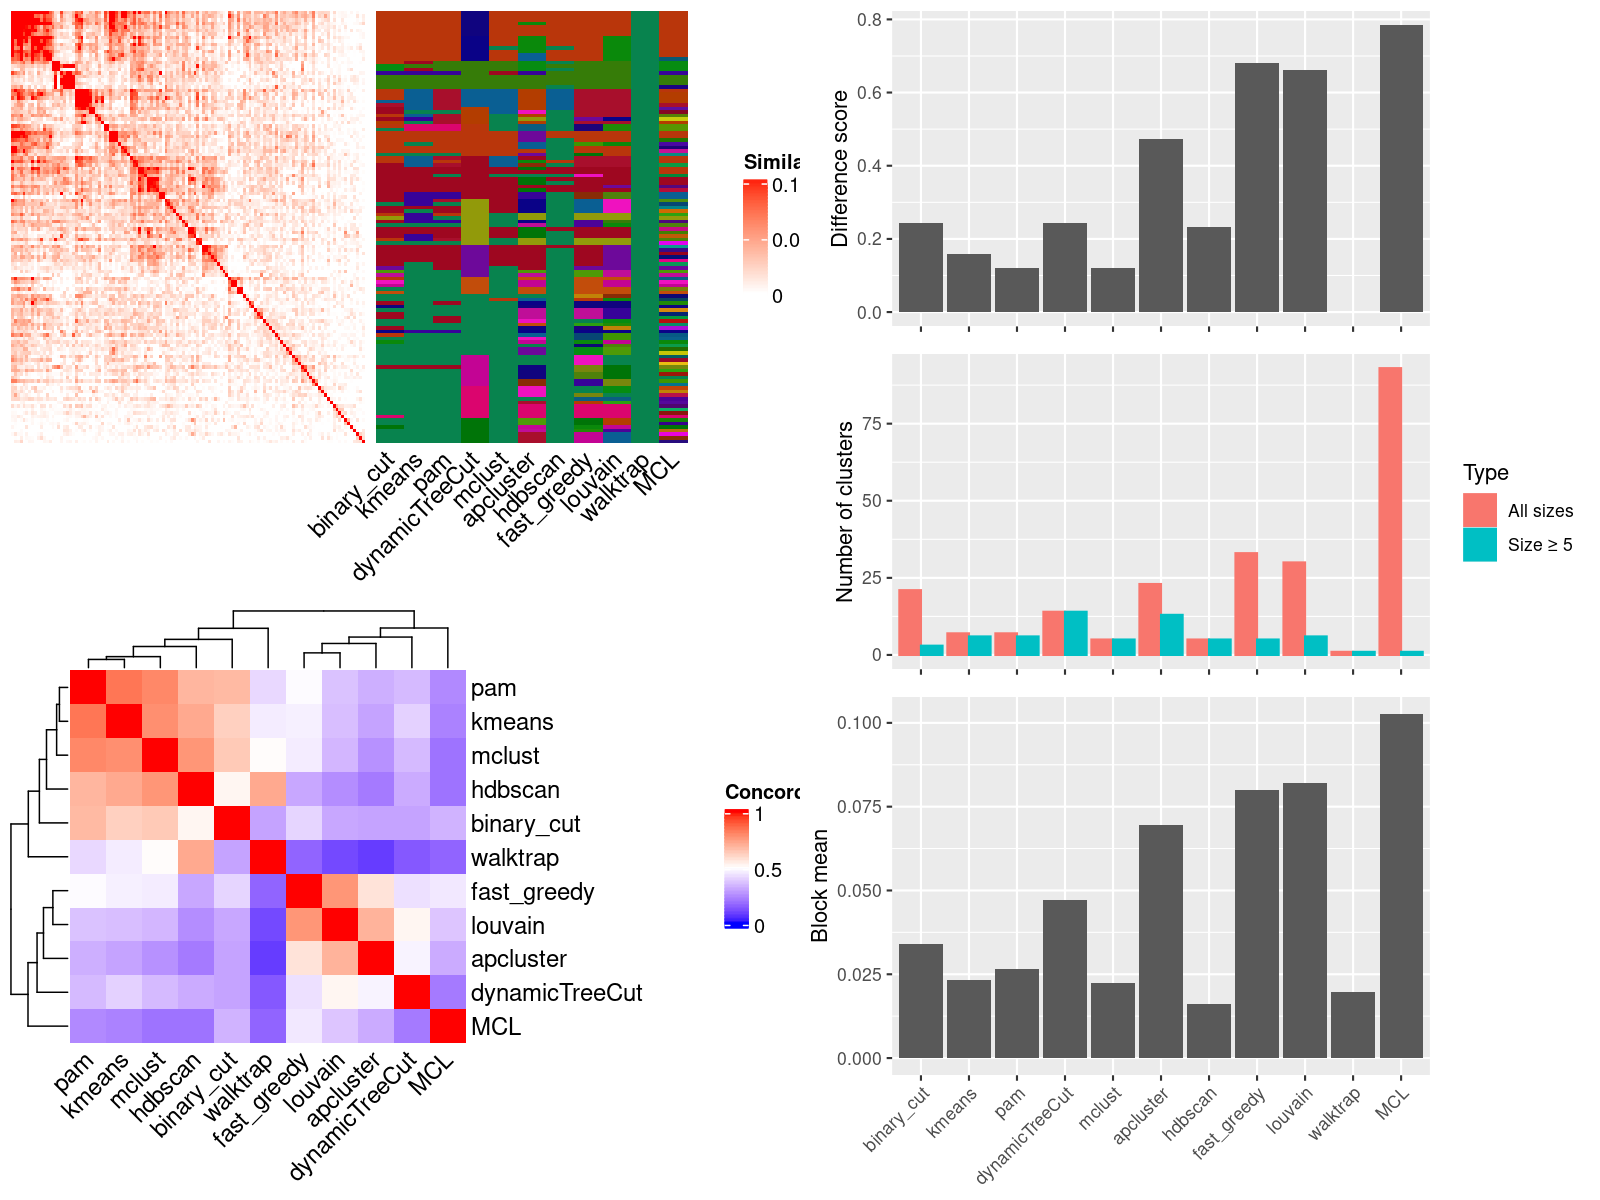 Simila
0.1
0.0
0
binary_cut
kmeans
pam
dynamicTreeCut
mclust
apcluster
hdbscan
fast_greedy
louvain
walktrap
MCL
pam
kmeans
mclust
hdbscan
binary_cut
walktrap
fast_greedy
louvain
apcluster
dynamicTreeCut
MCL
pam
kmeans
mclust
hdbscan
binary_cut
walktrap
fast_greedy
louvain
apcluster
dynamicTreeCut
MCL
Concord
1
0.5
0
Difference score
0.8
0.6
0.4
0.2
0.0
Number of clusters
75
50
25
0
Type
All sizes
Size ≥ 5
Block mean
0.100
0.075
0.050
0.025
0.000
binary_cut
kmeans
pam
dynamicTreeCut
mclust
apcluster
hdbscan
fast_greedy
louvain
walktrap
MCL